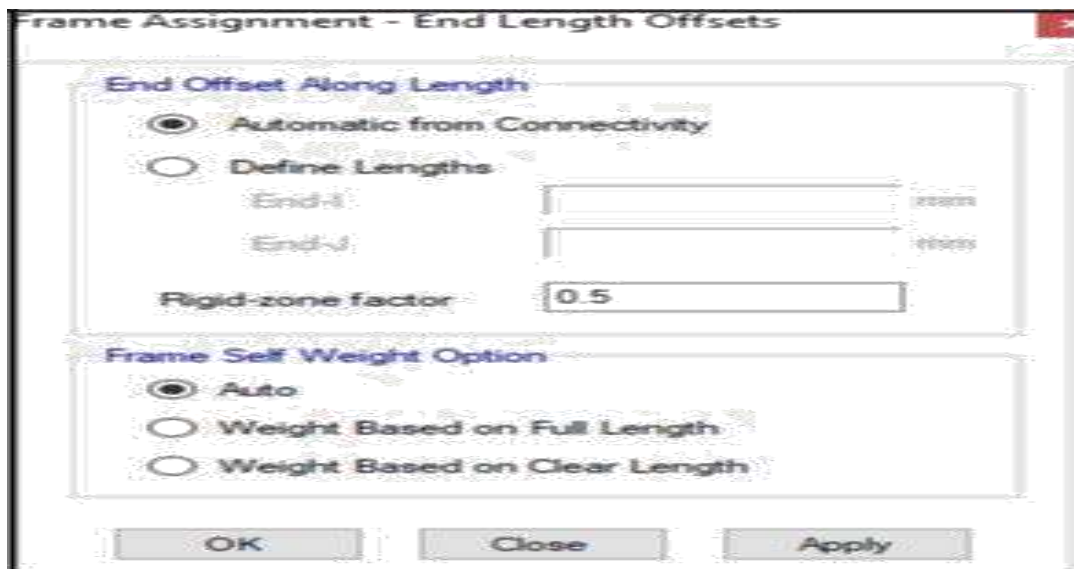 Frame Assignment - End Length Offsets
End Offset Along Length
Automatic from Connectivity
Define Lengths
End-I mm
End-J mm
Rigid-zone factor 0.5
Frame Self Weight Option
Auto
Weight Based on Full Length
Weight Based on Clear Length
OK Close Apply